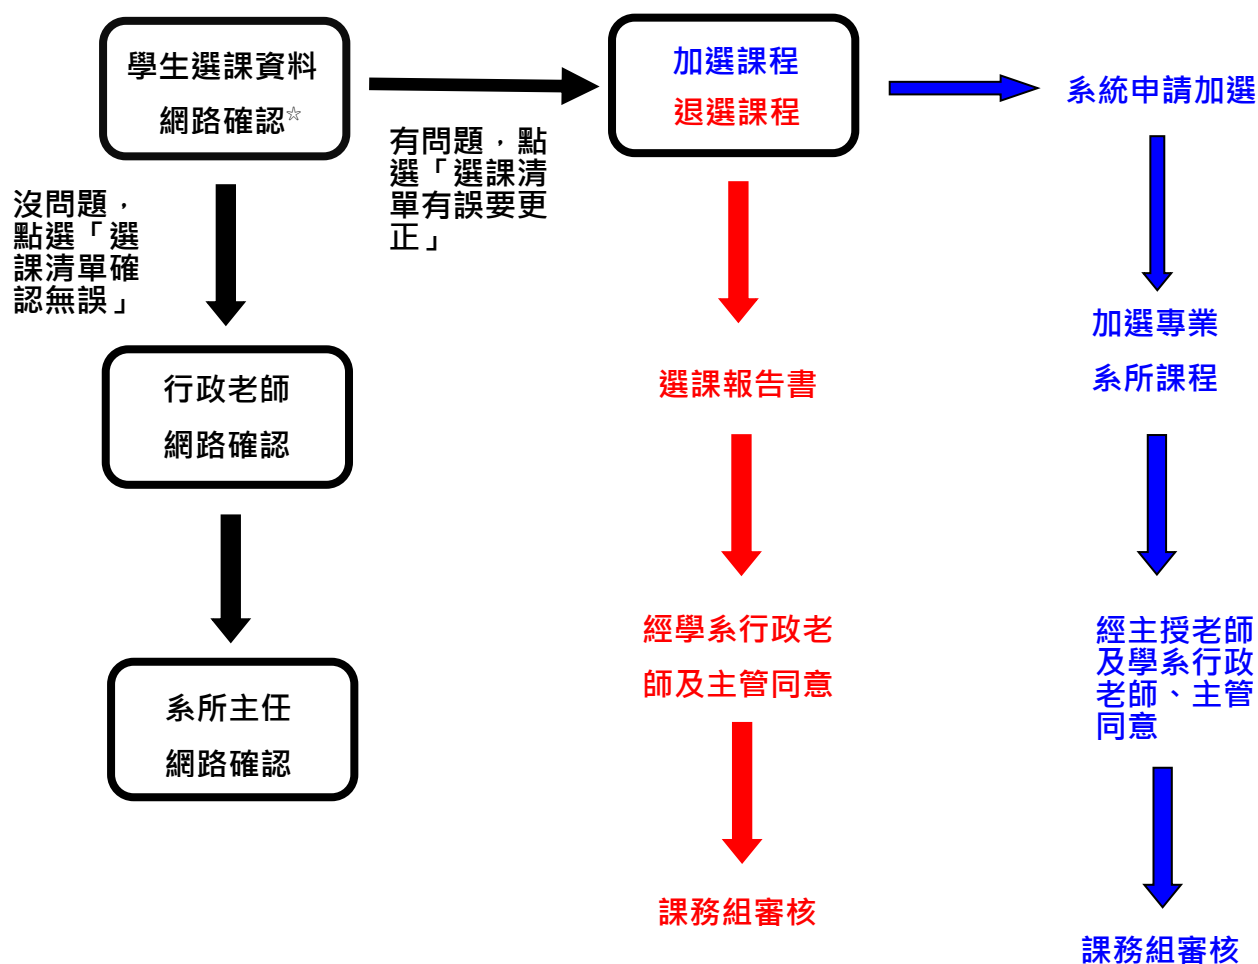 學生選課資料
網路確認☆
沒問題，
點選「選
課清單確
認無誤」
行政老師
網路確認
系所主任
網路確認
有問題，點
選「選課清
單有誤要更
正」
加選課程
退選課程
選課報告書
經學系行政老
師及主管同意
課務組審核
系統申請加選
加選專業
系所課程
經主授老師
及學系行政
老師、主管
同意
課務組審核